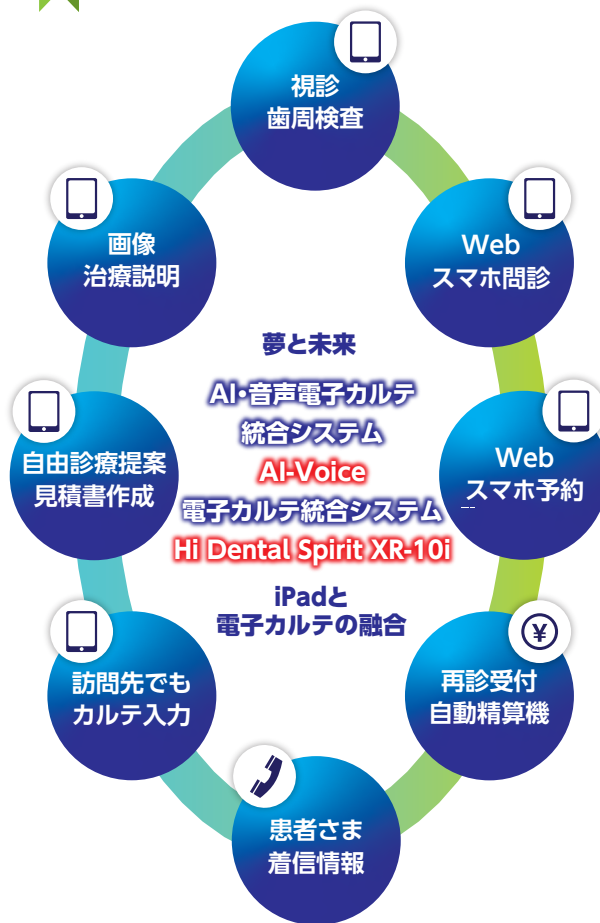 視診
歯周検査
画像
治療説明
Web
スマホ問診
夢と未来
AI・音声電子カルテ
統合システム
AI-Voice
電子カルテ統合システム
Hi Dental Spirit XR-10i
iPadと
電子カルテの融合
自由診療提案
見積書作成
Web
スマホ予約
訪問先でも
カルテ入力
再診受付
自動精算機
¥
患者さま
着信情報